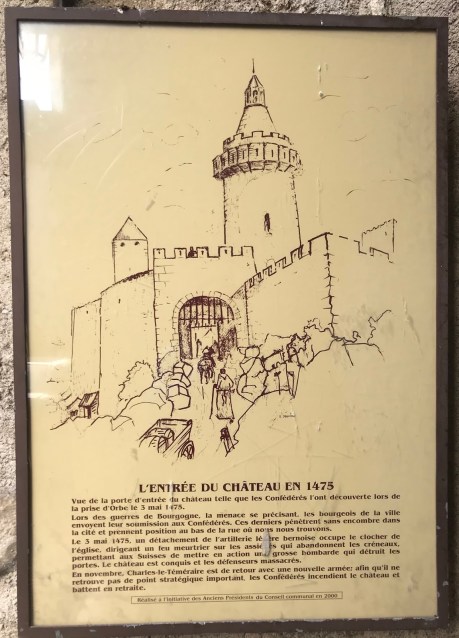 L'ENTRÉE DU CHÂTEAU EN 1475
Vue de la porte d'entrée du château telle que les Confédérés l'ont découverte lors de
la prise d'Orbe le 3 mai 1475.
Lors des guerres de Bourgogne, la menace se précisant, les bourgeois de la ville
envoyent leur soumission aux Confédérés. Ces derniers pénètrent sans encombre dans
la cité et prennent position au bas de la rue où nous nous trouvons.
Le 3 mai 1475, un détachement de l'artillerie bernoise occupe le clocher de
l'église, dirigeant un feu meurtrier sur les qui abandonnent les créneaux,
permettant aux Suisses de mettre en action une grosse bombarde qui détruit les
portes. Le château est conquis et les défenseurs massacrés.
En novembre, Charles-le-Téméraire est de retour avec une nouvelle armée: afin qu'il ne
retrouve pas de point stratégique important, les Confédérés incendient le château et
battent en retraite.
Réalisé à l'initiative des Anciens Présidents du Conseil communal en 2000